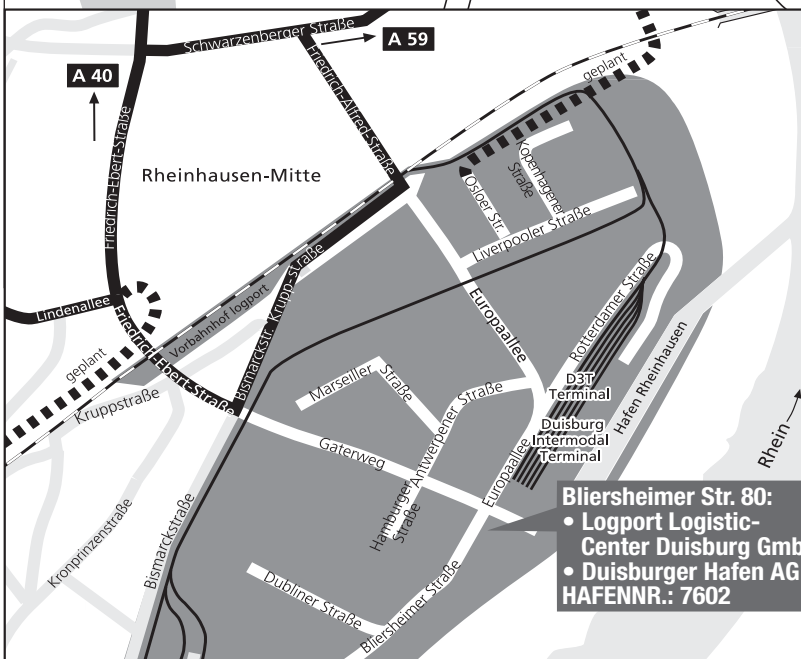 Schwarzenberger Straße
A 59
A 40
geplant
Friedrich-Alfred-Straße
Friedrich-Ebert-Straße
Rheinhausen-Mitte
Kopenhagener
Straße
Osloer Str.
Liverpooler Straße
Lindenallee
Vorbahnhof logport
Krupp-straße
Bismarckstr.
Europaallee
Rotterdamer Straße
Hafen Rheinhausen
geplant
Friedrich-Ebert-Straße
Kruppstraße
Marseiller
Straße
Antwerpener Straße
D3T
Terminal
Duisburg
Intermodal
Terminal
Gaterweg
Europaallee
Hamburger
Straße
Rhein
Kronprinzenstraße
Bismarckstraße
Dubliner Straße
Bliersheimer Straße
Bliersheimer Str. 80:
• Logport Logistic-
Center Duisburg Gmb
• Duisburger Hafen AG
HAFENNR.: 7602